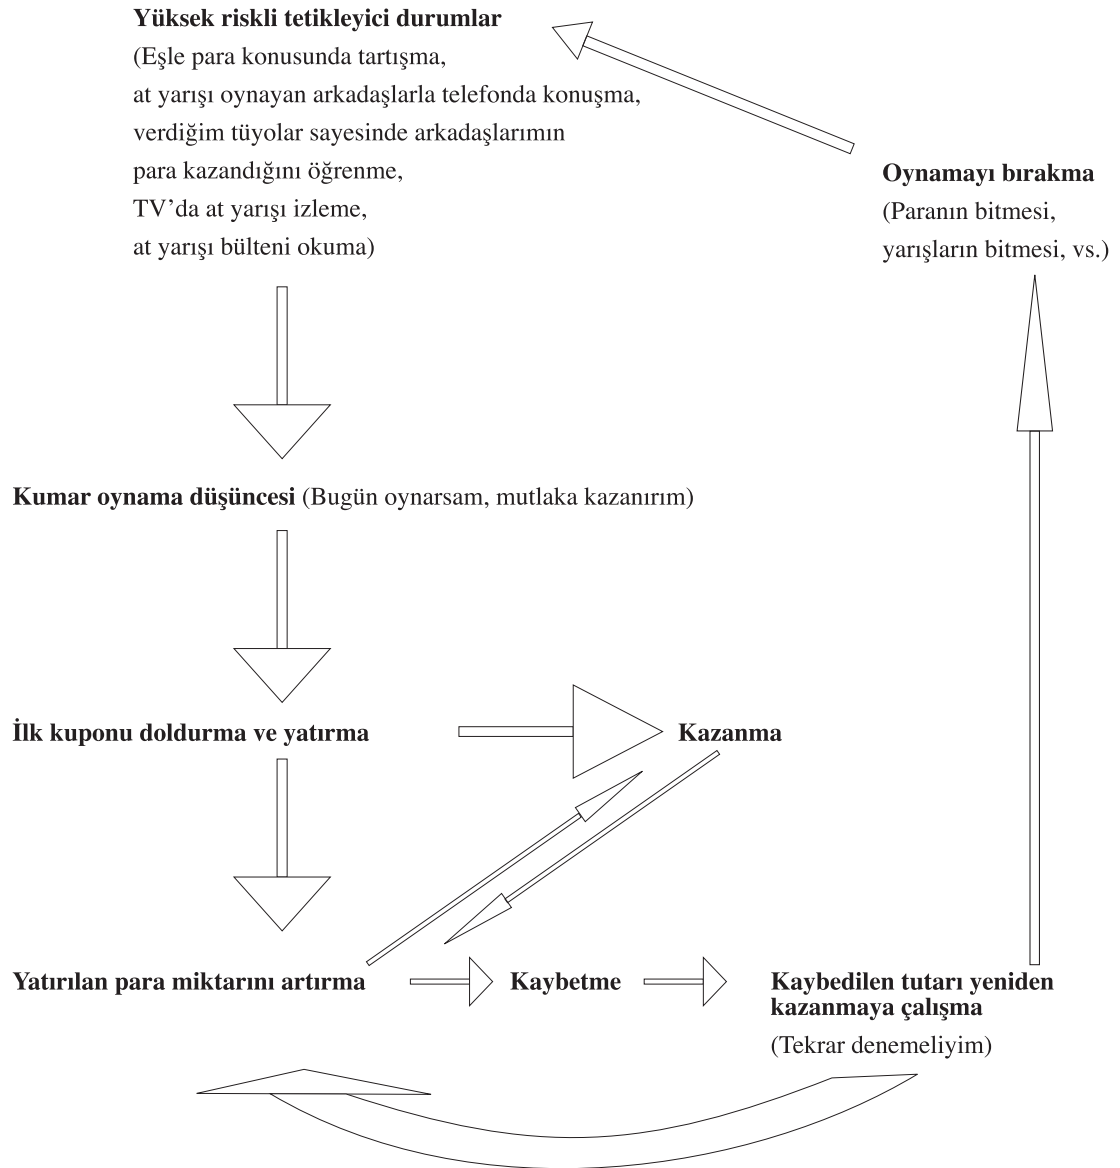 Yüksek riskli tetikleyici durumlar
(Eşle para konusunda tartışma,
at yarışı oynayan arkadaşlarla telefonda konuşma,
verdiğim tüyolar sayesinde arkadaşlarımın
para kazandığını öğrenme,
TV’da at yarışı izleme,
at yarışı bülteni okuma)
Oynamayı bırakma
(Paranın bitmesi,
yarışların bitmesi, vs.)
Kumar oynama düşüncesi (Bugün oynarsam, mutlaka kazanırım)
İlk kuponu doldurma ve yatırma
Kazanma
Yatırılan para miktarını artırma
Kaybetme
Kaybedilen tutarı yeniden
kazanmaya çalışma
(Tekrar denemeliyim)